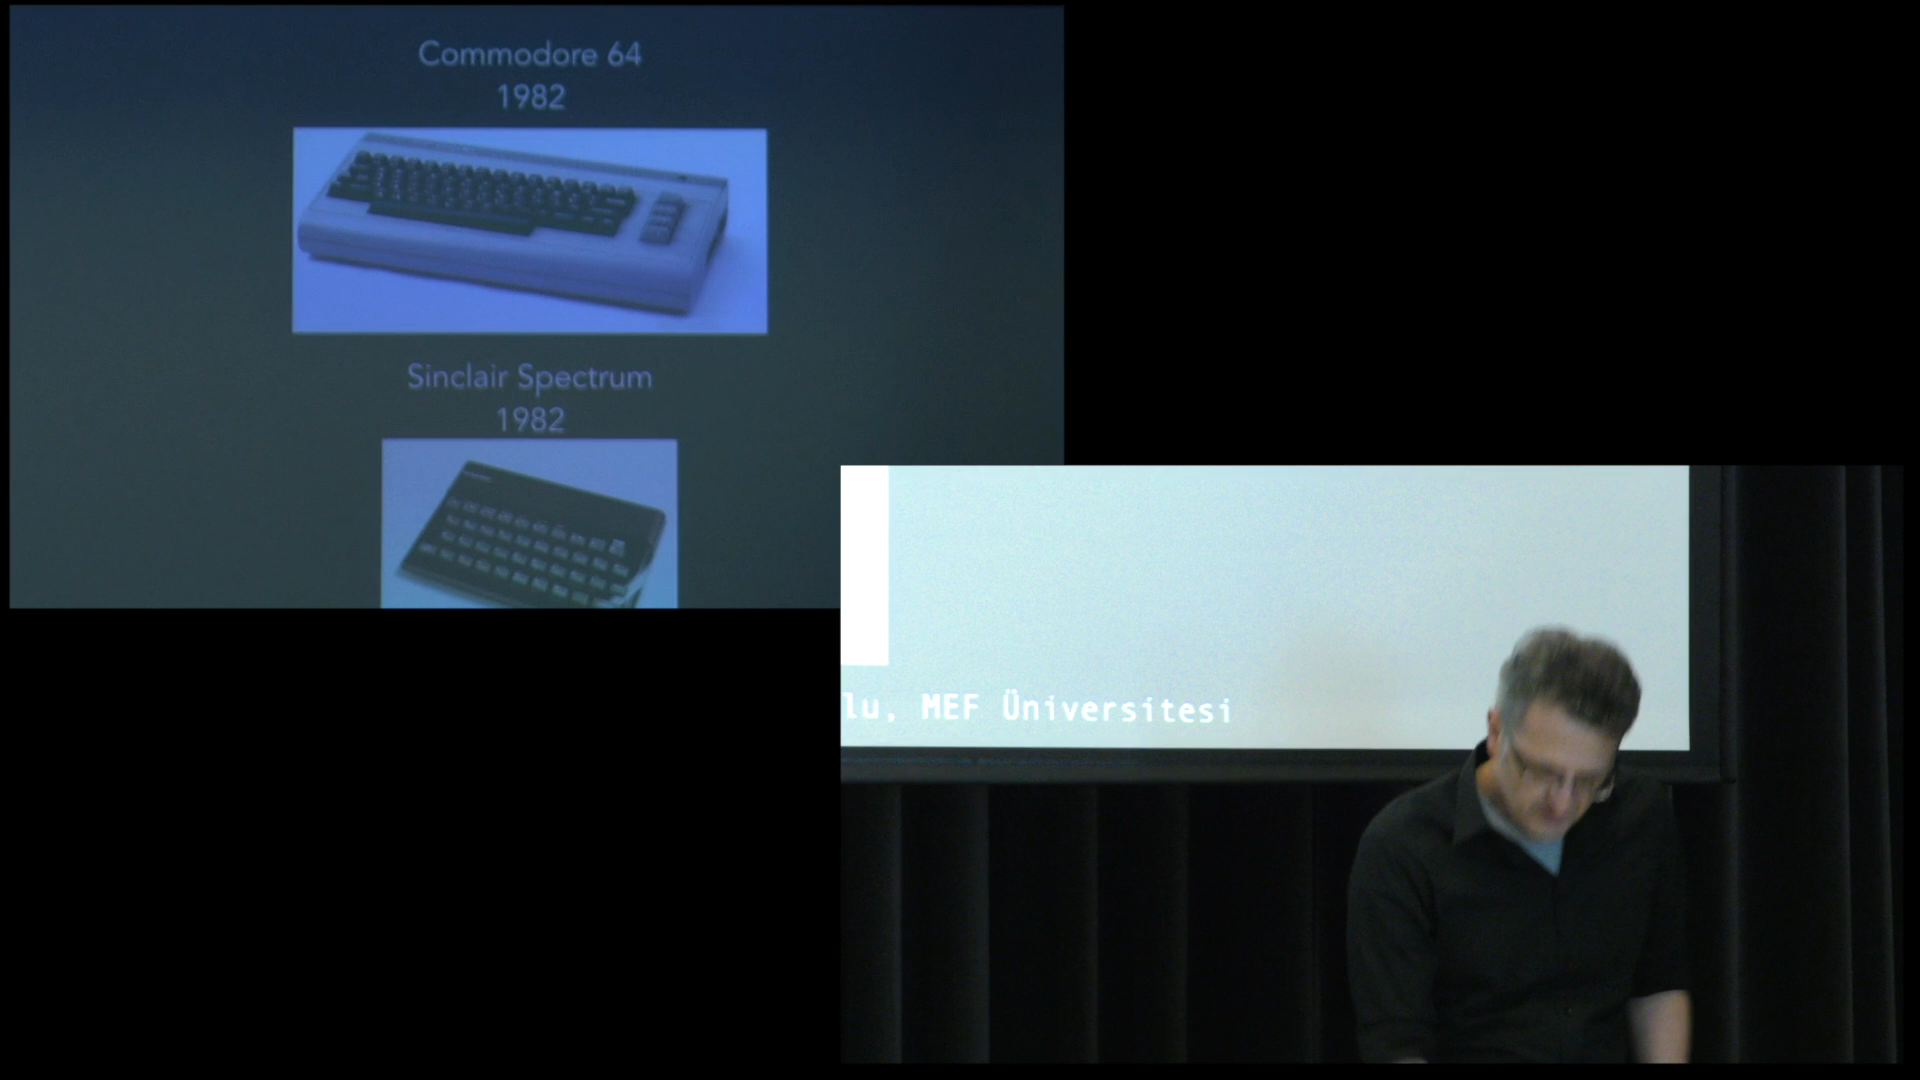 Commodore 64
1982
Sinclair Spectrum
1982
lu, MEF Üniversitesi